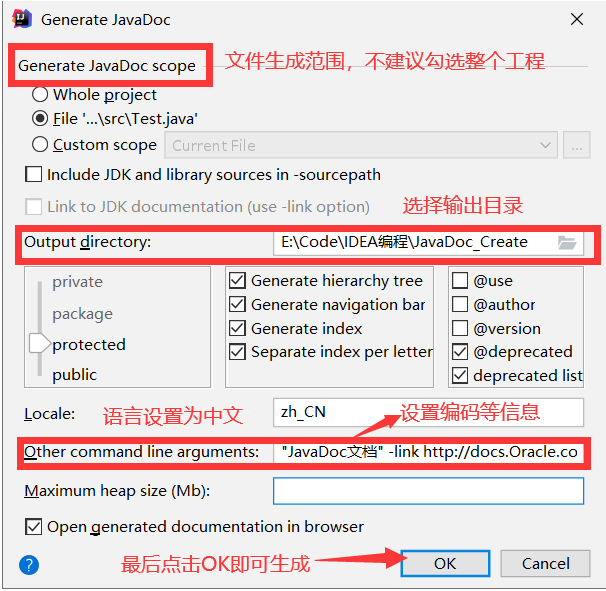 Generate JavaDoc
Generate JavaDoc scope
文件生成范围，不建议勾选整个工程
Whole project
File '...\src\Test.java'
Custom scope
Current File
...
Include JDK and library sources in -sourcepath
Link to JDK documentation (use -link option)
选择输出目录
Output directory:
E:\Code\IDEA编程\JavaDoc_Create
private
package
protected
public
Generate hierarchy tree
Generate navigation bar
Generate index
Separate index per letter
@use
@author
@version
@deprecated
deprecated list
Locale:
语言设置为中文
zh_CN
设置编码等信息
Other command line arguments:
"JavaDoc文档" -link http://docs.Oracle.co
Maximum heap size (Mb):
Open generated documentation in browser
?
最后点击OK即可生成
OK
Cancel